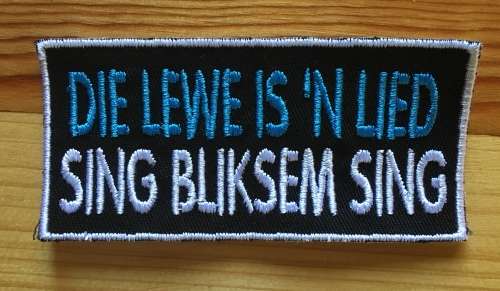 DIE LEWE IS 'N LIED
SING BLIKSEM SING